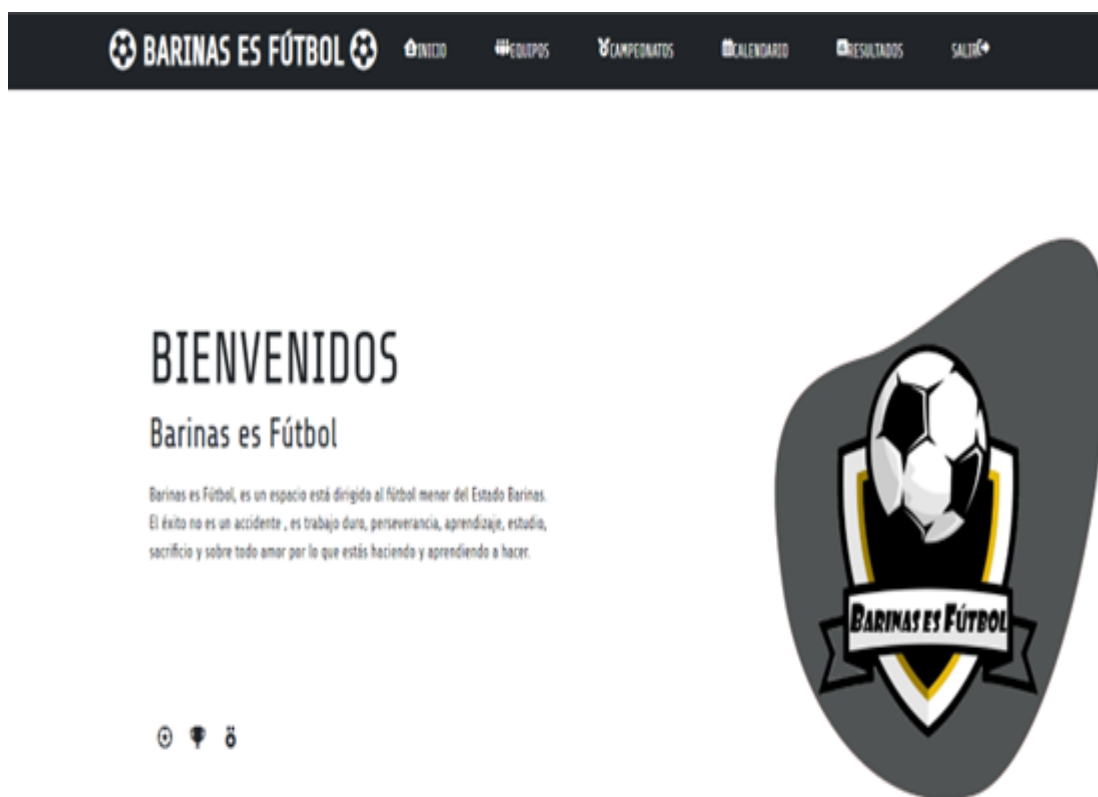 BARINAS ES FÚTBOL
INICIO
EQUIPOS
CAMPEONATOS
CALENDARIO
RESULTADOS
SALIR
BIENVENIDOS
Barinas es Fútbol
Barinas es Fútbol, es un espacio está dirigido al fútbol menor del Estado Barinas.
El éxito no es un accidente , es trabajo duro, perseverancia, aprendizaje, estudio,
sacrificio y sobre todo amor por lo que estás haciendo y aprendiendo a hacer.
BARINAS ES FÚTBOL